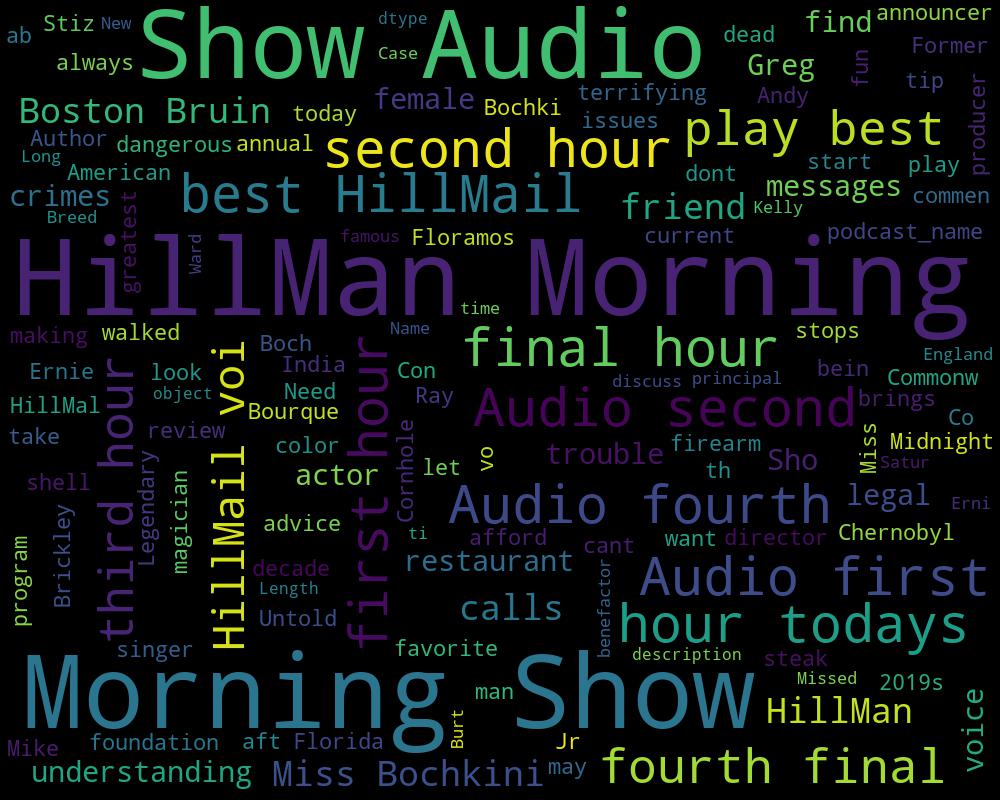 Show Audio
Stiz
New
ab
always
dtype
Case
dead
find
announcer
Greg
fun
Former
tip
Boston Bruin
today
female
Bochki
terrifying
Andy
producer
Author
dangerous
annual
second hour
issues
play best
Long
American
start
play
crimes
best HillMail
dont
messages
commen
Breed
friend
Kelly
greatest
Ward
famous
Floramos
current
podcast_name
HillMan Morning
time
making
walked
Boch
Name
final hour
stops
England
Ernie
look
India
Con
discuss
principal
bein
Commonw
object
Need
HillMal
Bourque
Ray
Audio second
brings
Co
take
third hour
review
HillMail voi
color
first hour
Cornhole
trouble
firearm
Miss
Midnight
shell
Legendary
magician
actor
let
vo
th
Sho
Satur
Audio fourth
legal
Erni
program
Brickley
advice
ti
afford
cant
want
director
Chernobyl
decade
restaurant
Length
Audio first
Untold
calls
benefactor
hour todays
singer
favorite
description
steak
Morning Show
man
Missed
2019s
HillMan
voice
Mike
foundation
aft
Florida
Burt
Jr
understanding
Miss Bochkini
may
fourth final